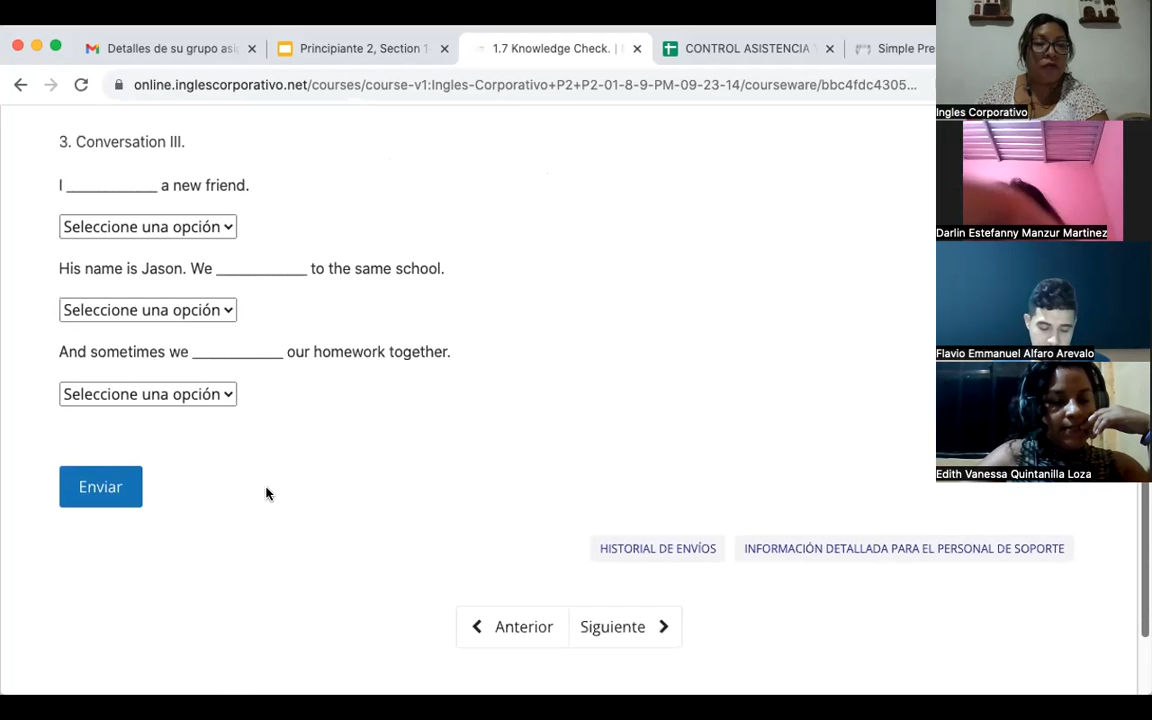 Detalles de su grupo asi
Principiante 2, Section 1
1.7 Knowledge Check. |
CONTROL ASISTENCIA
Simple Pre
online.inglescorporativo.net/courses/course-v1:Ingles-Corporativo+P2+P2-01-8-9-PM-09-23-14/courseware/bbc4fdc4305...
3. Conversation III.
I ____________ a new friend.
Seleccione una opción
His name is Jason. We ____________ to the same school.
Seleccione una opción
And sometimes we ____________ our homework together.
Seleccione una opción
Enviar
HISTORIAL DE ENVÍOS
INFORMACIÓN DETALLADA PARA EL PERSONAL DE SOPORTE
Anterior
Siguiente
Ingles Corporativo
Darlin Estefanny Manzur Martinez
Flavio Emmanuel Alfaro Arevalo
Edith Vanessa Quintanilla Loza